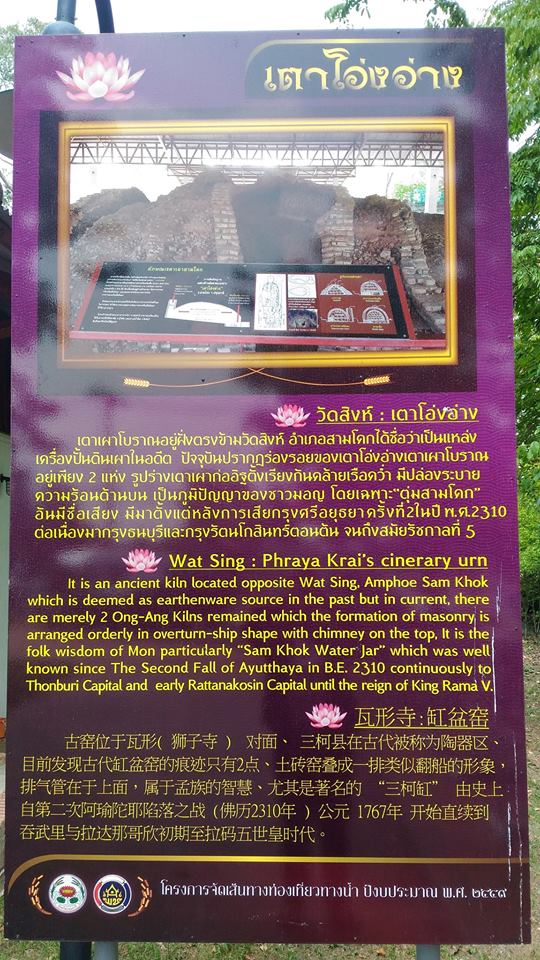 เตาโอ่งอ่าง
วัดสิงห์ : เตาโอ่งอ่าง
เตาเผาโบราณอยู่ฝั่งตรงข้ามวัดสิงห์ อำเภอสามโคกได้ชื่อว่าเป็นแหล่ง
เครื่องปั้นดินเผาในอดีต ปัจจุบันปรากฏร่องรอยของเตาโอ่งอ่างเตาเผาโบราณ
อยู่เพียง 2 แห่ง รูปร่างเตาเผาก่ออิฐตั้งเรียงกันคล้ายเรือคว่ำ มีปล่องระบาย
ความร้อนด้านบน เป็นภูมิปัญญาของชาวมอญ โดยเฉพาะ"ตุ่มสามโคก"
อันมีชื่อเสียง มีมาตั้งแต่หลังการเสียกรุงศรีอยุธยาครั้งที่2ในปี พ.ศ.2310
ต่อเนื่องมากรุงธนบุรีและกรุงรัตนโกสินทร์ตอนต้น จนถึงสมัยรัชกาลที่ 5
Wat Sing : Phraya Krai's cinerary urn
It is an ancient kiln located opposite Wat Sing, Amphoe Sam Khok
which is deemed as earthenware source in the past but in current, there
are merely 2 Ong-Ang Kilns remained which the formation of masonry is
arranged orderly in overturn-ship shape with chimney on the top, It is the
folk wisdom of Mon particularly "Sam Khok Water Jar" which was well
known since The Second Fall of Ayutthaya in B.E. 2310 continuously to
Thonburi Capital and early Rattanakosin Capital until the reign of King Rama V.
瓦形寺:缸盆窑
古窑位于瓦形( 狮子寺 ) 对面、 三柯县在古代被称为陶器区、
目前发现古代缸盆窑的痕迹只有2点、土砖窑叠成一排类似翻船的形象,
排气管在于上面,属于孟族的智慧、尤其是著名的 “三柯缸” 由史上
自第二次阿瑜陀耶陷落之战 (佛历2310年 ) 公元 1767年 开始直续到
吞武里与拉达那哥欣初期至拉码五世皇时代。
โครงการจัดเส้นทางท่องเที่ยวทางน้ำ ปีงบประมาณ พ.ศ. ๒๕๕๙